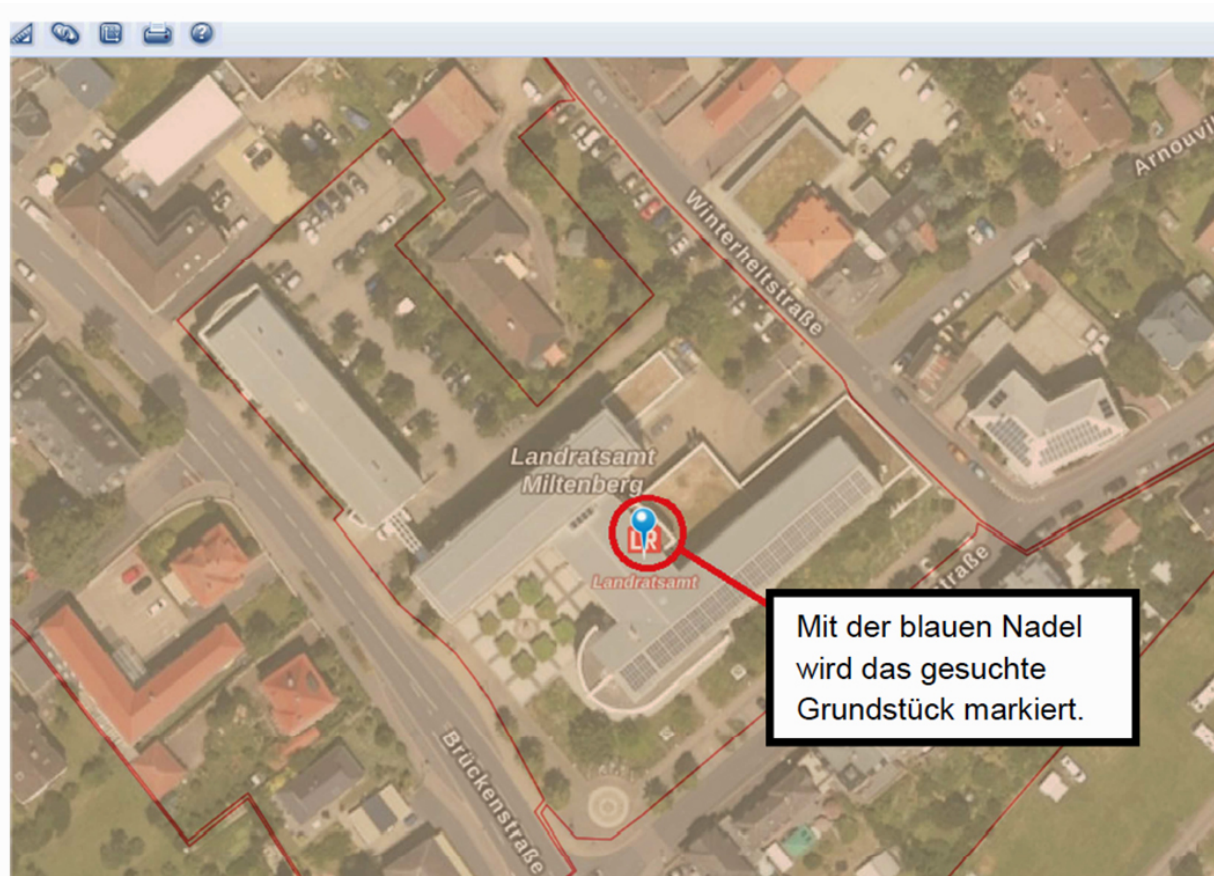 Arnouvil
Winterheltstraße
Landratsamt
Miltenberg
LR
Landratsamt
straße
Mit der blauen Nadel
wird das gesuchte
Grundstück markiert.
Brückenstraße